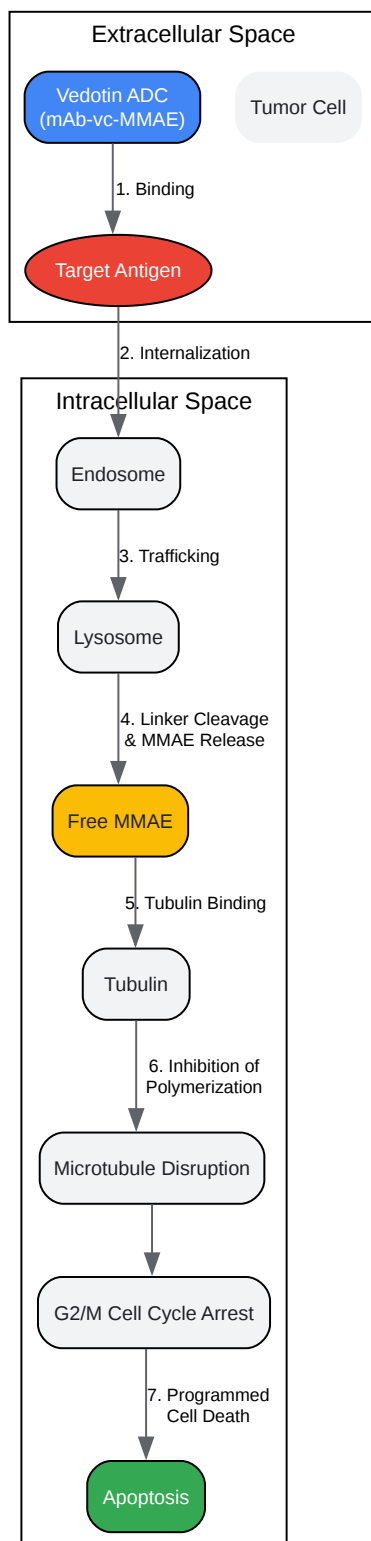 Extracellular Space
Vedotin ADC
(mAb-vc-MMAE)
Tumor Cell
1. Binding
Target Antigen
2. Internalization
Intracellular Space
Endosome
3. Trafficking
Lysosome
4. Linker Cleavage
& MMAE Release
Free MMAE
5. Tubulin Binding
Tubulin
6. Inhibition of
Polymerization
Microtubule Disruption
G2/M Cell Cycle Arrest
7. Programmed
Cell Death
Apoptosis